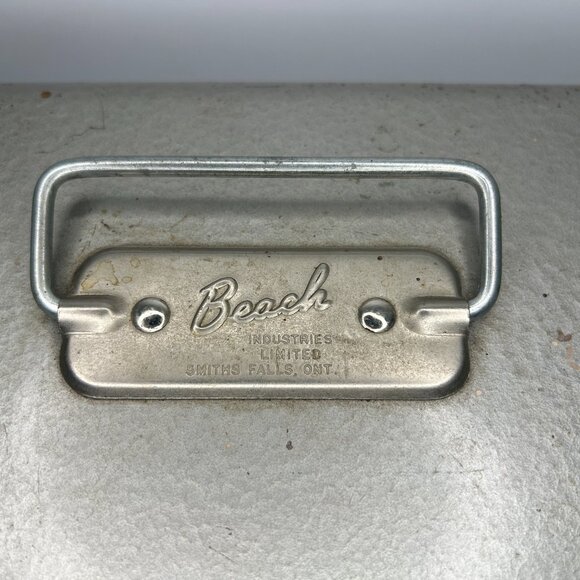 Beach
INDUSTRIES
LIMITED
SMITHS FALLS, ONT.